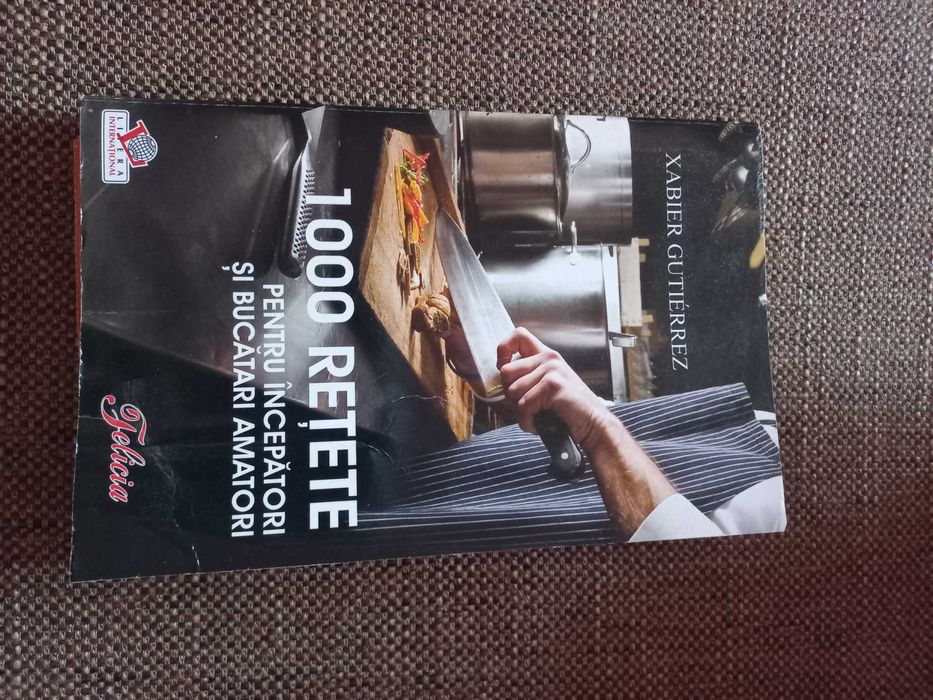 XABIER GUTIÉRREZ
1000 REȚETE
PENTRU ÎNCEPĂTORI
ȘI BUCĂTARI AMATORI
LITERA
INTERNAȚIONAL
Felicia